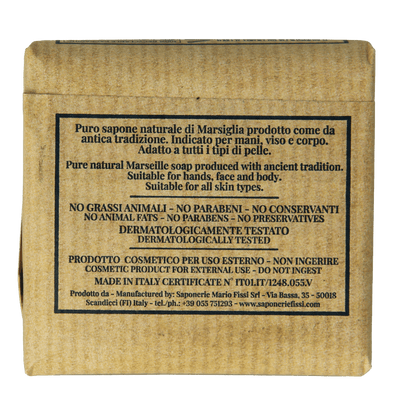 Puro sapone naturale di Marsiglia prodotto come da
antica tradizione. Indicato per mani, viso e corpo.
Adatto a tutti i tipi di pelle.
Pure natural Marseille soap produced with ancient tradition.
Suitable for hands, face and body.
Suitable for all skin types.
NO GRASSI ANIMALI - NO PARABENI - NO CONSERVANTI
NO ANIMAL FATS - NO PARABENS - NO PRESERVATIVES
DERMATOLOGICAMENTE TESTATO
DERMATOLOGICALLY TESTED
PRODOTTO COSMETICO PER USO ESTERNO - NON INGERIRE
COSMETIC PRODUCT FOR EXTERNAL USE - DO NOT INGEST
MADE IN ITALY CERTIFICATE N° IT01.IT/1248.055.V
Prodotto da - Manufactured by: Saponerie Mario Fissi Srl - Via Bassa, 35 - 50018
Scandicci (FI) Italy - tel./ph.: +39 055 751293 - www.saponeriefissi.com